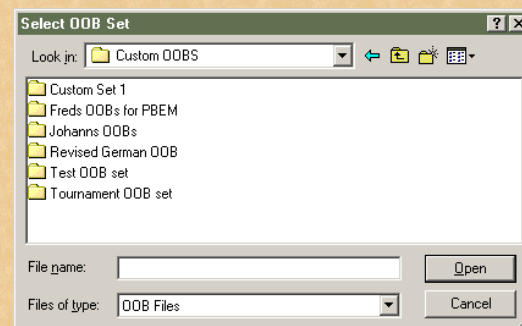 Select OOB Set
Look in: Custom OOBS
Custom Set 1
Freds OOBs for PBEM
Johanns OOBs
Revised German OOB
Test OOB set
Tournament OOB set
File name: Open
Files of type: OOB Files Cancel